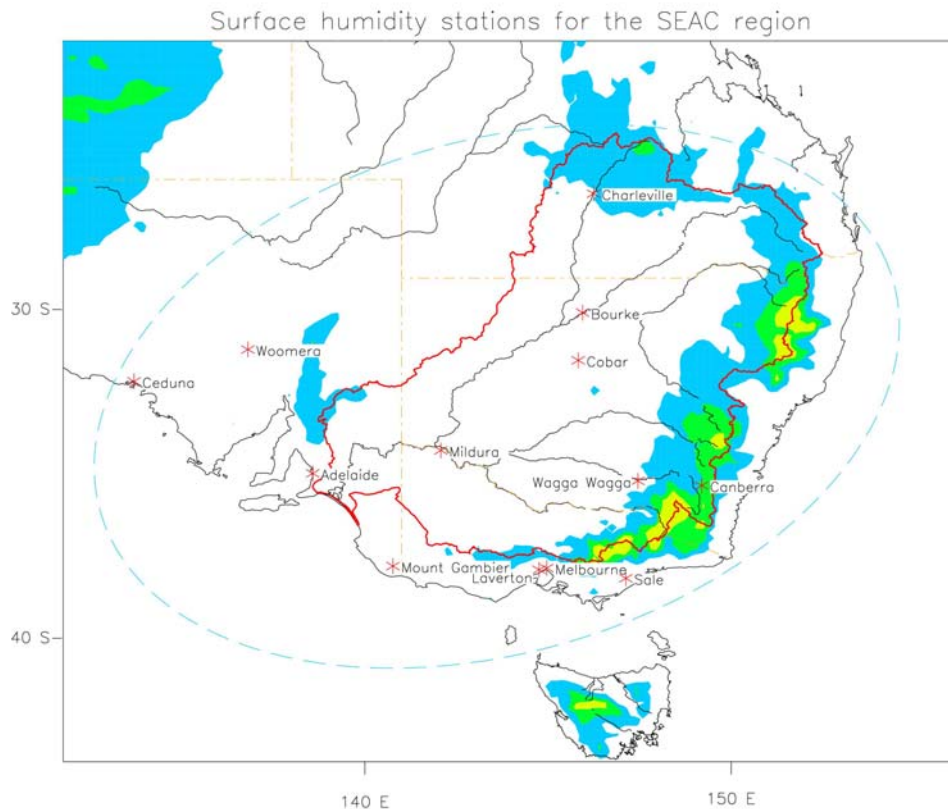 Surface humidity stations for the SEAC region
Charleville
30 S
Bourke
Woomera
Cobar
Ceduna
Mildura
Adelaide
Wagga Wagga
Canberra
Mount Gambier
Melbourne
Laverton
Sale
40 S
140 E
150 E